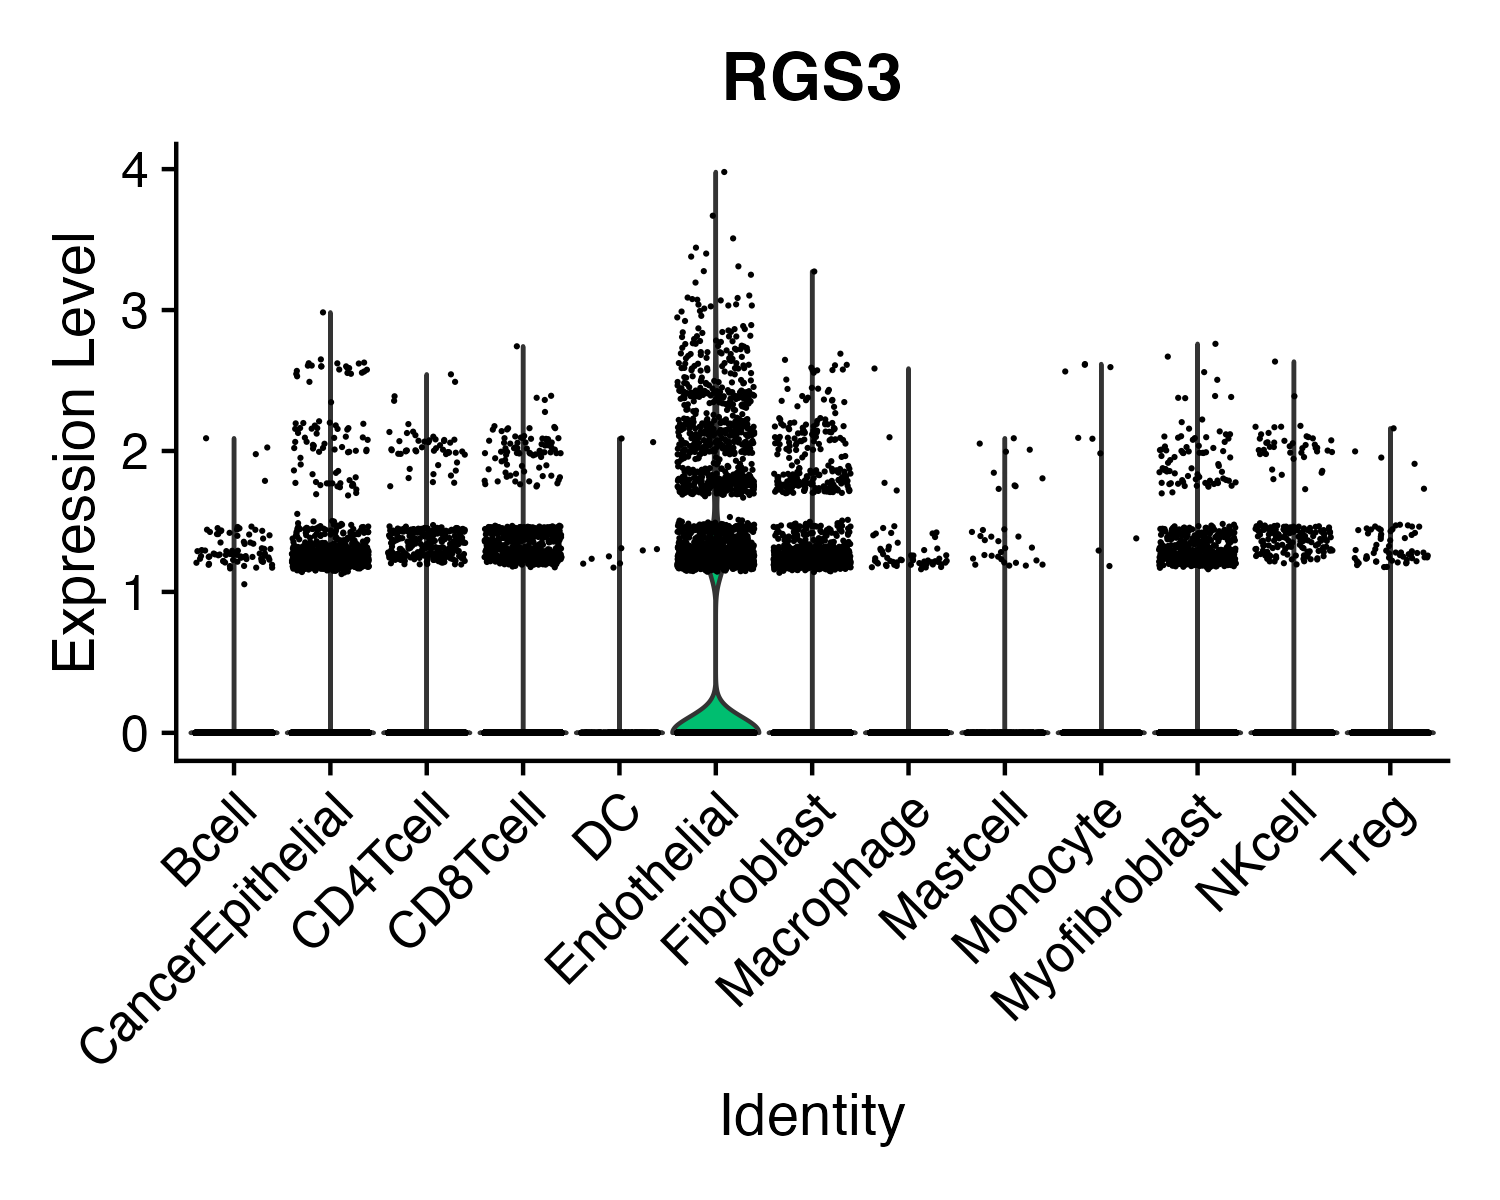 RGS3
Expression Level
4
3
2
1
0
Bcell
CancerEpithelial
CD4Tcell
CD8Tcell
DC
Endothelial
Fibroblast
Macrophage
Mastcell
Monocyte
Myofibroblast
NKcell
Treg
Identity